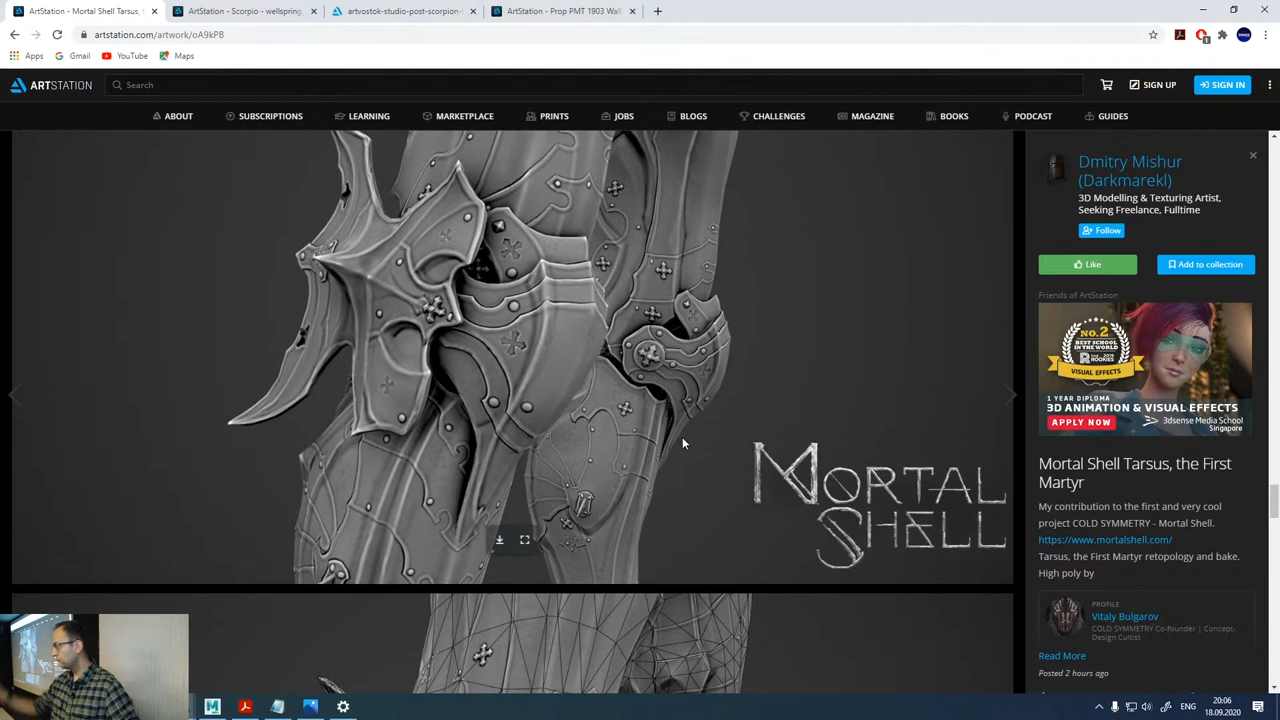 ArtStation - Mortal Shell Tarsus, t
ArtStation - Scorpio - wellspring
artvostok-studio-post-scorpion-
ArtStation - Prop PMT 1903 Wal
artstation.com/artwork/oA9kPB
1
Apps
Gmail
YouTube
Maps
ARTSTATION
Search
SIGN UP
SIGN IN
ABOUT
SUBSCRIPTIONS
LEARNING
MARKETPLACE
PRINTS
JOBS
BLOGS
CHALLENGES
MAGAZINE
BOOKS
PODCAST
GUIDES
MORTAL
SHELL
Dmitry Mishur
(Darmarekl)
3D Modelling & Texturing Artist,
Seeking Freelance, Fulltime
Follow
Like
Add to collection
Friends of ArtStation
NO.2
BEST SCHOOL
IN THE WORLD
VISUAL EFFECTS
1 YEAR DIPLOMA
3D ANIMATION & VISUAL EFFECTS
APPLY NOW
3dsense Media School
Singapore
Mortal Shell Tarsus, the First
Martyr
My contribution to the first and very cool
project COLD SYMMETRY - Mortal Shell.
https://www.mortalshell.com/
Tarsus, the First Martyr retopology and bake.
High poly by
PROFILE
Vitaly Bulgarov
COLD SYMMETRY Co-founder | Concept-
Design Cultist
Read More
Posted 2 hours ago
ENG
20:06
18.09.2020